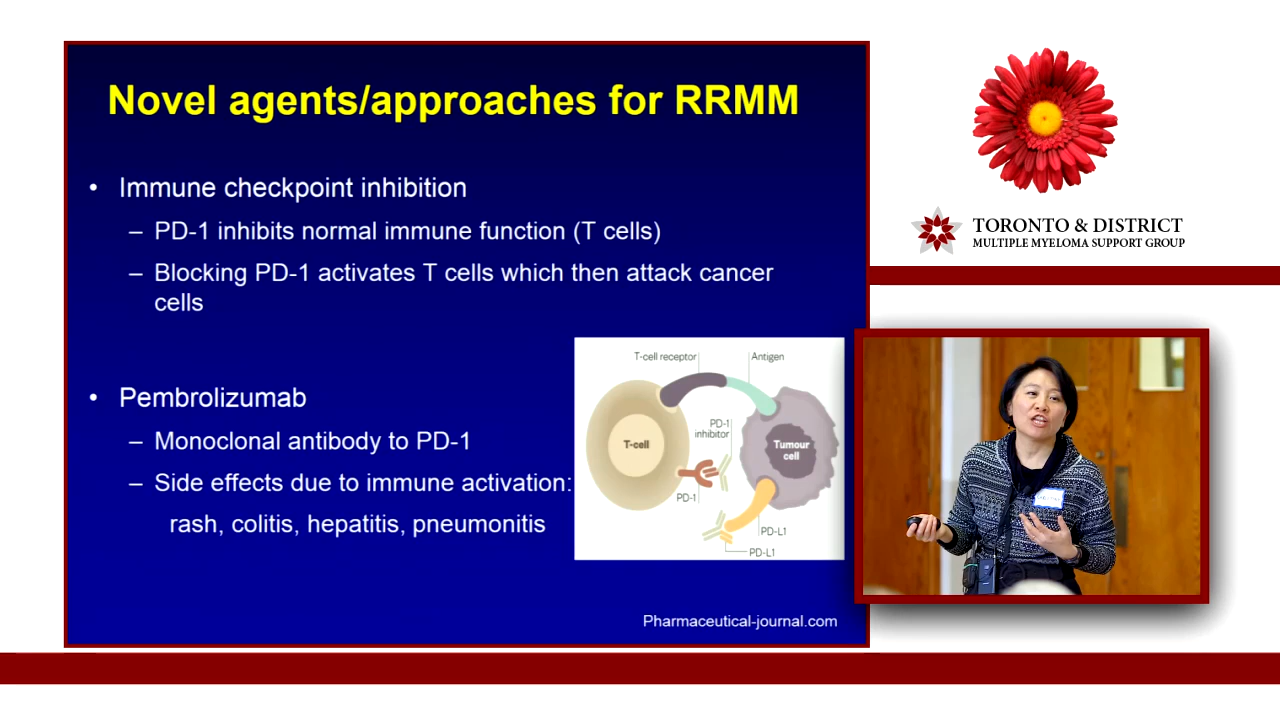 Novel agents/approaches for RRMM
• Immune checkpoint inhibition
– PD-1 inhibits normal immune function (T cells)
– Blocking PD-1 activates T cells which then attack cancer
cells
• Pembrolizumab
– Monoclonal antibody to PD-1
– Side effects due to immune activation:
rash, colitis, hepatitis, pneumonitis
T-cell receptor
Antigen
PD-1
inhibitor
T-cell
Tumour
cell
PD-1
PD-L1
PD-L1
Pharmaceutical-journal.com
TORONTO & DISTRICT
MULTIPLE MYELOMA SUPPORT GROUP